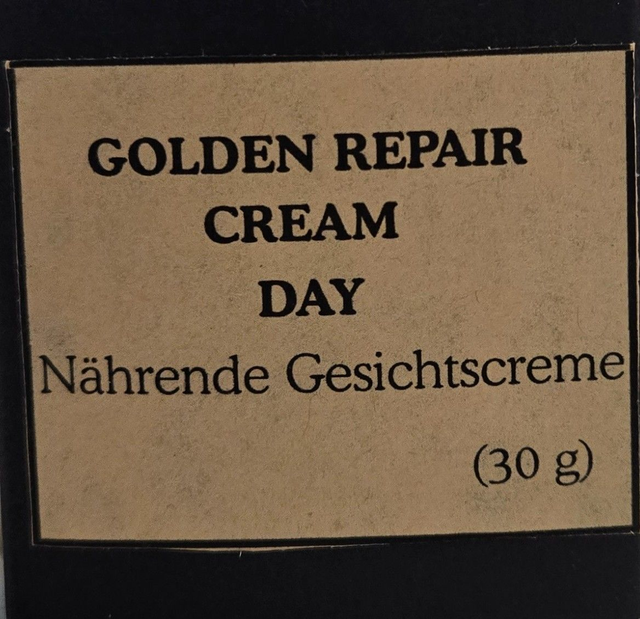 GOLDEN REPAIR
CREAM
DAY
Nährende Gesichtscreme
(30 g)